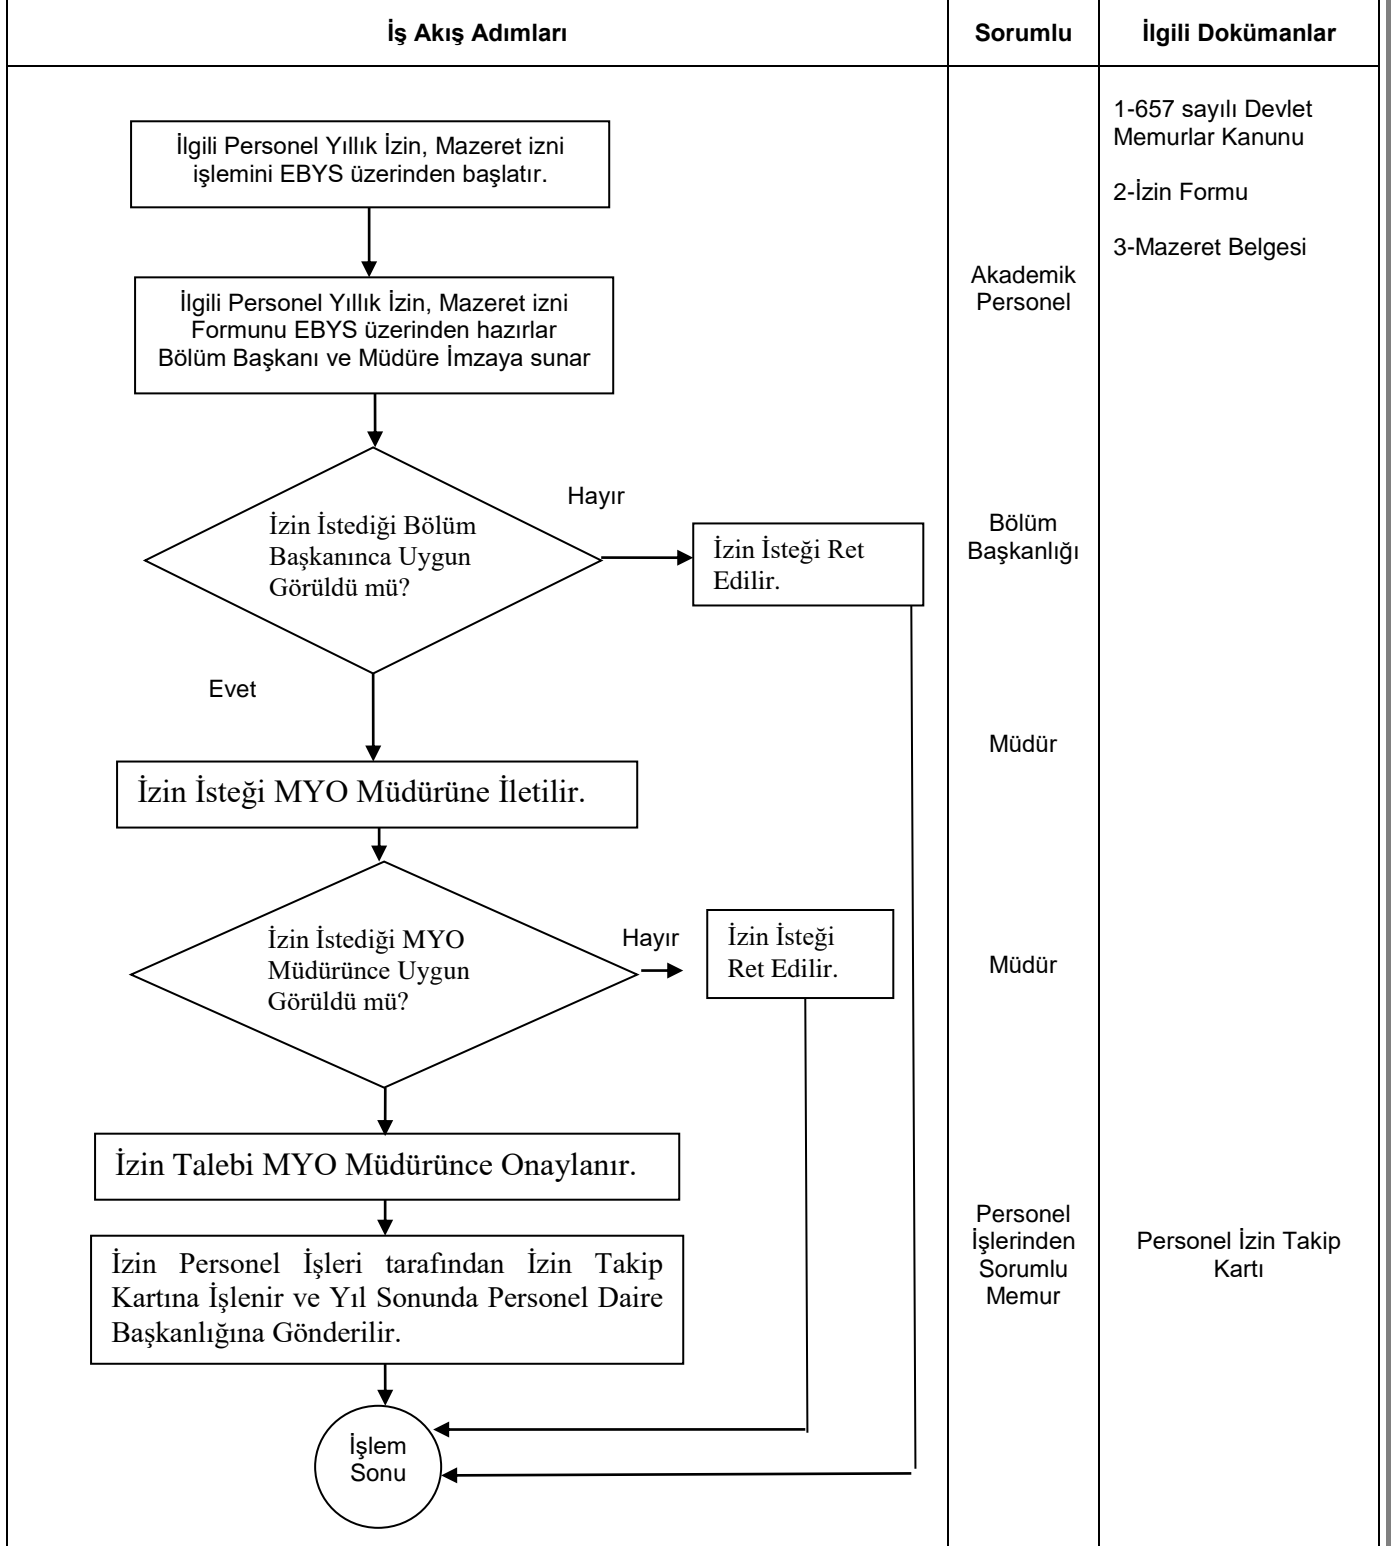 İş Akış Adımları
Sorumlu
İlgili Dokümanlar
İlgili Personel Yıllık İzin, Mazeret izni
işlemini EBYS üzerinden başlatır.
1-657 sayılı Devlet
Memurlar Kanunu
2-İzin Formu
3-Mazeret Belgesi
Akademik
Personel
İlgili Personel Yıllık İzin, Mazeret izni
Formunu EBYS üzerinden hazırlar
Bölüm Başkanı ve Müdüre İmzaya sunar
Hayır
İzin İstediği Bölüm
Başkanınca Uygun
Görüldü mü?
İzin İsteği Ret
Edilir.
Bölüm
Başkanlığı
Evet
Müdür
İzin İsteği MYO Müdürüne İletilir.
İzin İstediği MYO
Müdürünce Uygun
Görüldü mü?
Hayır
İzin İsteği
Ret Edilir.
Müdür
İzin Talebi MYO Müdürünce Onaylanır.
İzin Personel İşleri tarafından İzin Takip
Kartına İşlenir ve Yıl Sonunda Personel Daire
Başkanlığına Gönderilir.
Personel
İşlerinden
Sorumlu
Memur
Personel İzin Takip
Kartı
İşlem
Sonu